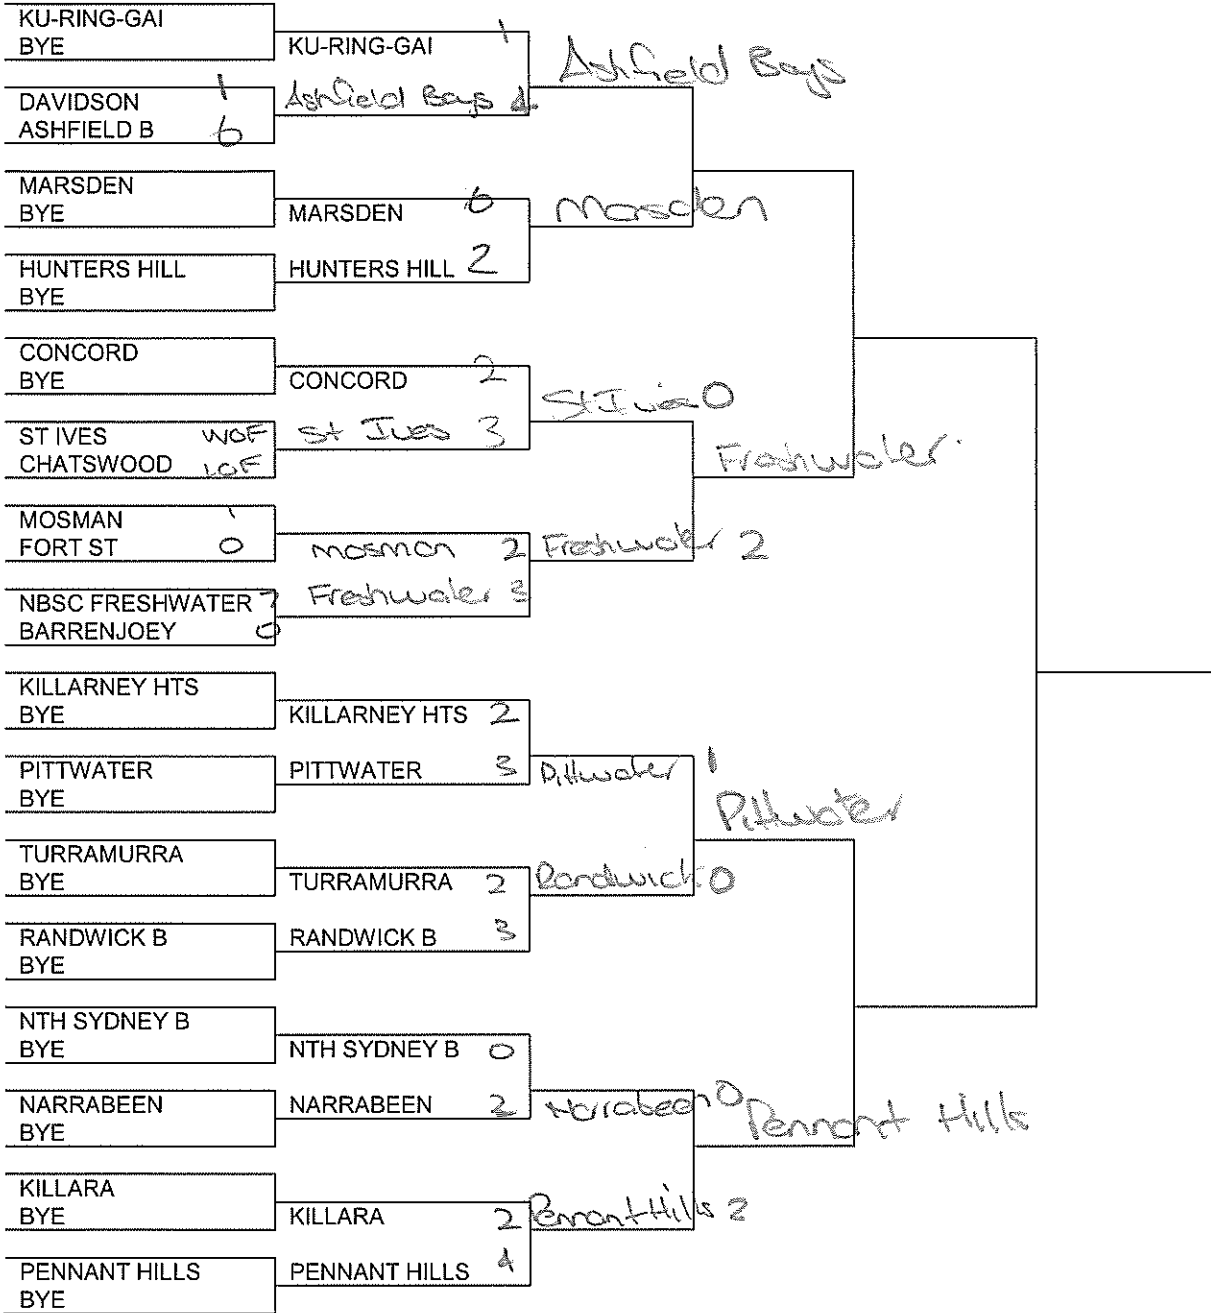 KU-RING-GAI
BYE
DAVIDSON 1
ASHFIELD B 6
MARSDEN
BYE
HUNTERS HILL
BYE
CONCORD
BYE
ST IVES WOF
CHATSWOOD LOF
MOSMAN 1
FORT ST 0
NBSC FRESHWATER 7
BARRENJOEY 0
KILLARNEY HTS
BYE
PITTWATER
BYE
TURRAMURRA
BYE
RANDWICK B
BYE
NTH SYDNEY B
BYE
NARRABEEN
BYE
KILLARA
BYE
PENNANT HILLS
BYE
KU-RING-GAI 1
Ashfield Boys 4
MARSDEN 6
HUNTERS HILL 2
CONCORD 2
St Ives 3
Mosman 2
Freshwater 3
KILLARNEY HTS 2
PITTWATER 3
TURRAMURRA 2
RANDWICK B 3
NTH SYDNEY B 0
NARRABEEN 2
KILLARA 2
PENNANT HILLS 4
Ashfield Boys
Marsden
St Ives 0
Freshwater 2
Pittwater 1
Randwick 0
Narrabeen 0
Pennant Hills 2
Freshwater
Pittwater
Pennant Hills